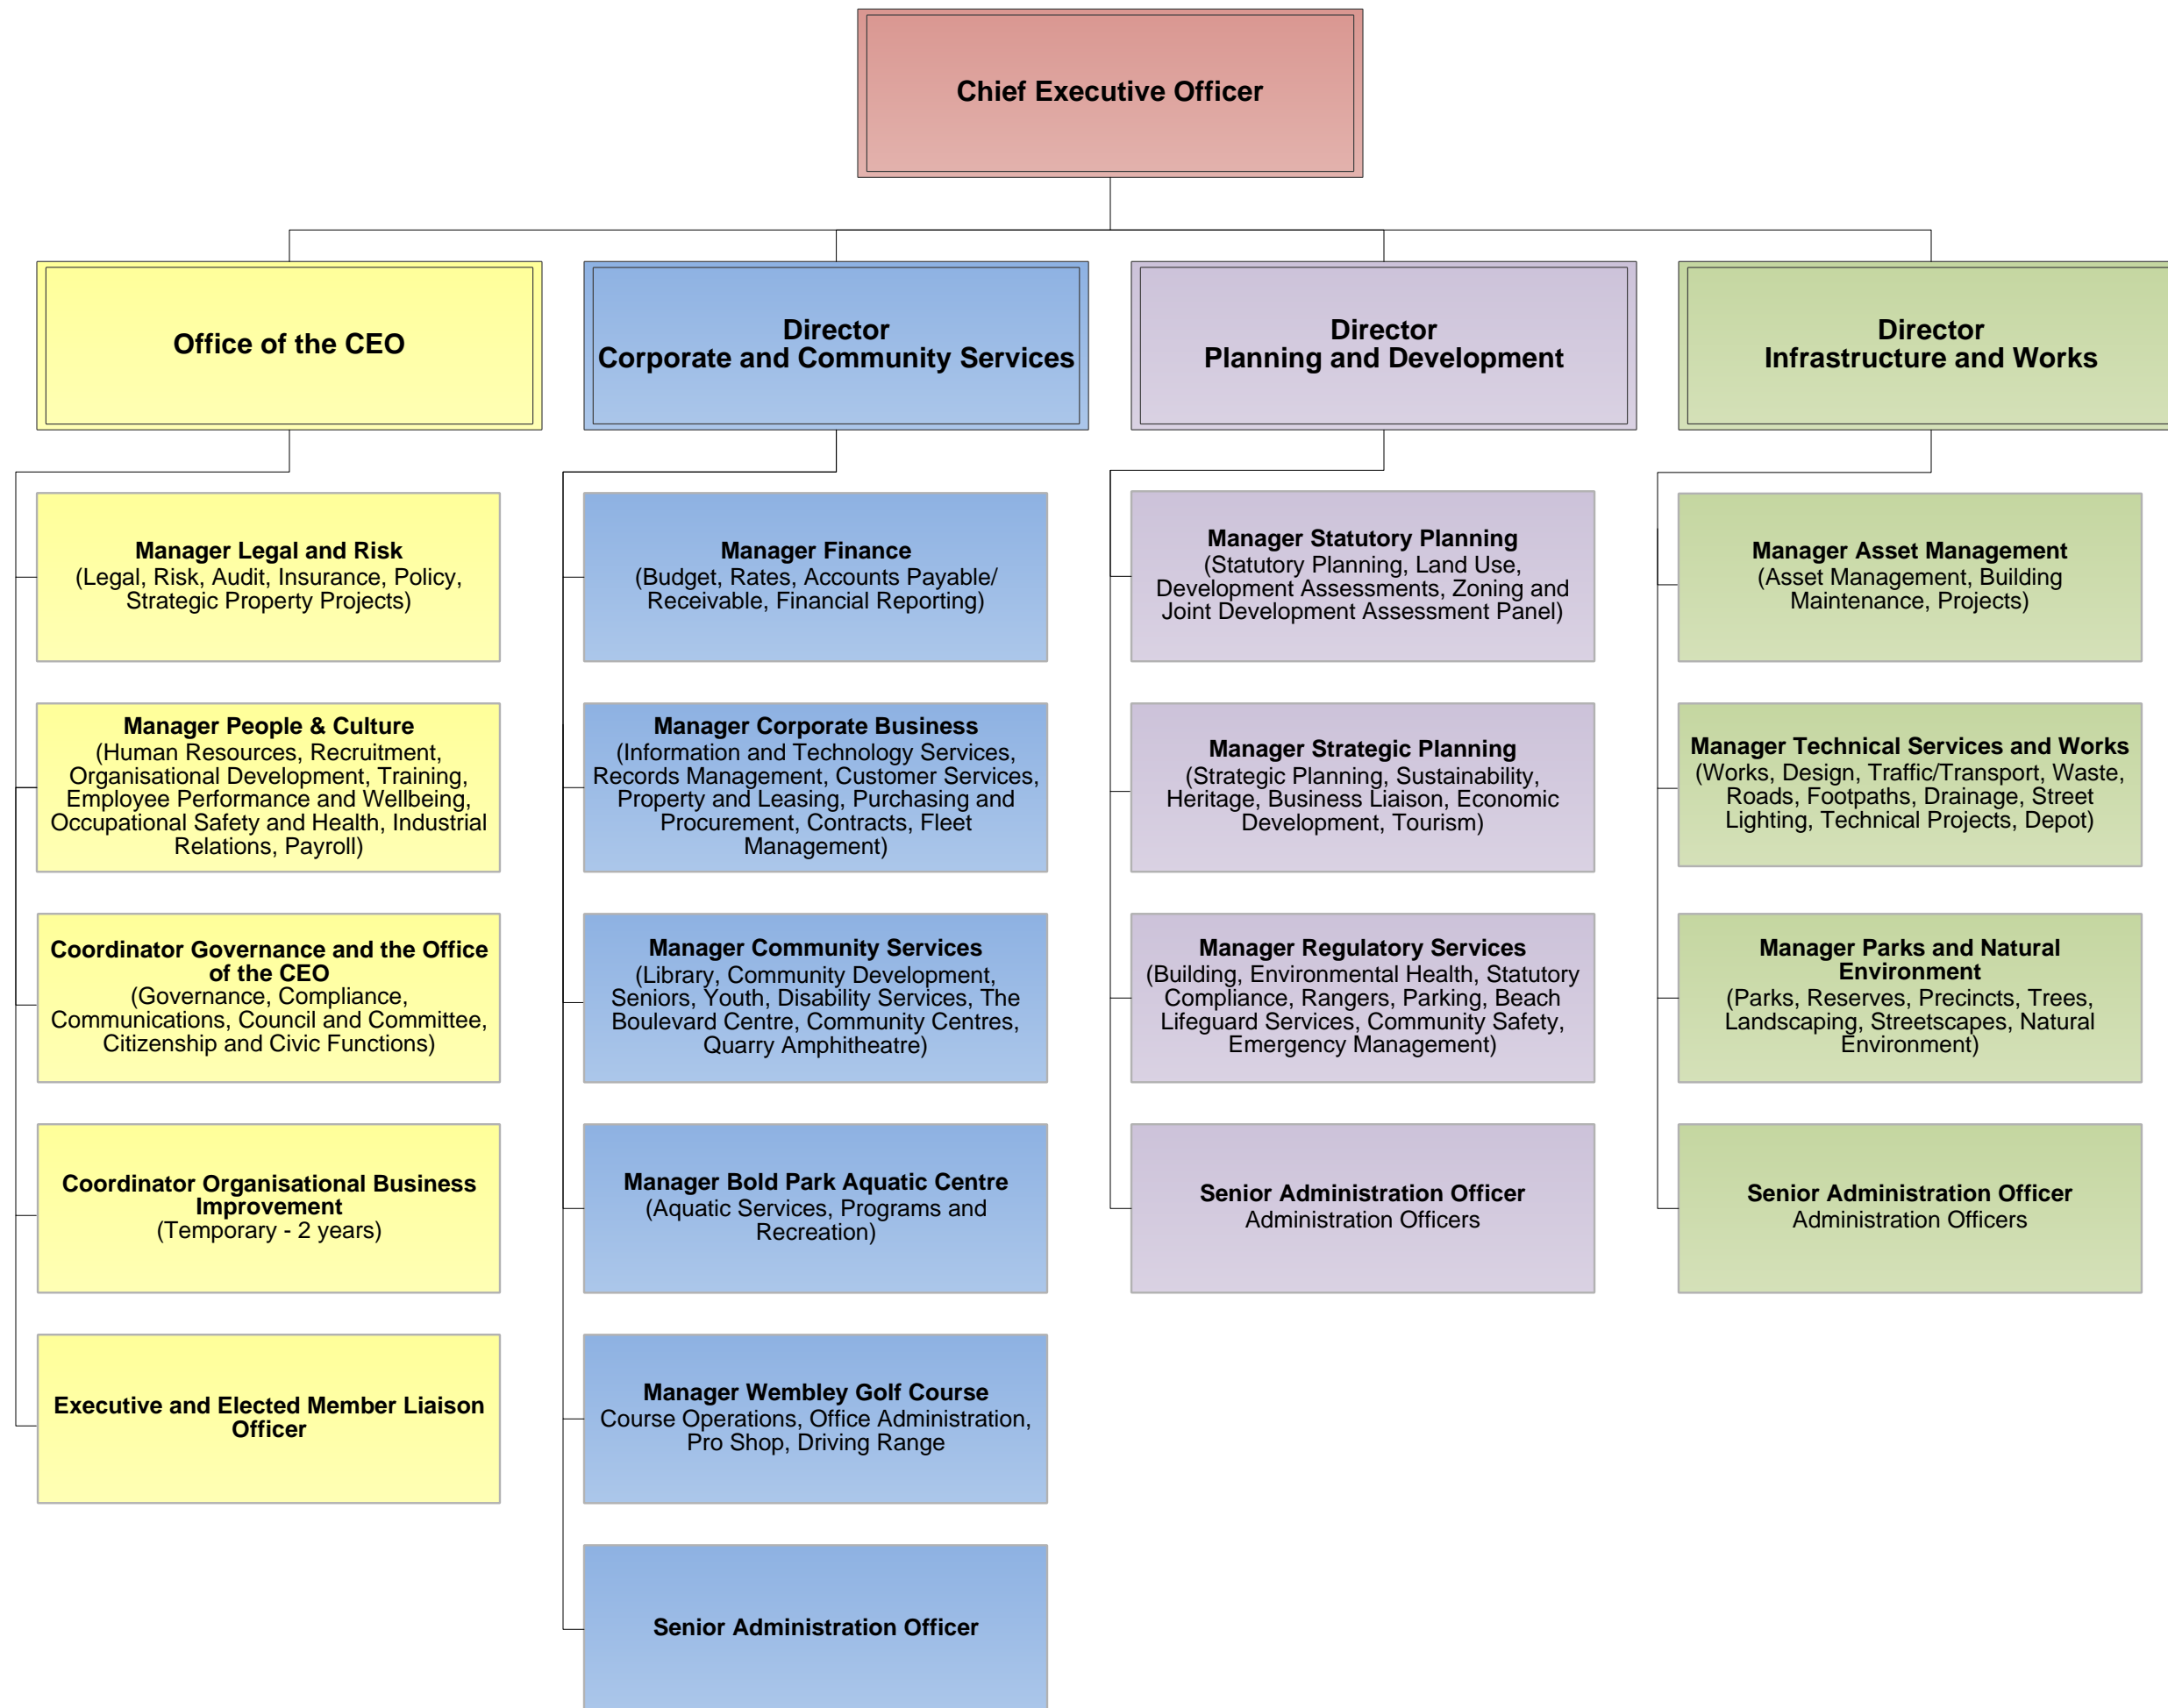 Chief Executive Officer
Office of the CEO
Director
Corporate and Community Services
Director
Planning and Development
Director
Infrastructure and Works
Manager Legal and Risk
(Legal, Risk, Audit, Insurance, Policy,
Strategic Property Projects)
Manager People & Culture
(Human Resources, Recruitment,
Organisational Development, Training,
Employee Performance and Wellbeing,
Occupational Safety and Health, Industrial
Relations, Payroll)
Coordinator Governance and the Office
of the CEO
(Governance, Compliance,
Communications, Council and Committee,
Citizenship and Civic Functions)
Coordinator Organisational Business
Improvement
(Temporary - 2 years)
Executive and Elected Member Liaison
Officer
Manager Finance
(Budget, Rates, Accounts Payable/
Receivable, Financial Reporting)
Manager Corporate Business
(Information and Technology Services,
Records Management, Customer Services,
Property and Leasing, Purchasing and
Procurement, Contracts, Fleet
Management)
Manager Community Services
(Library, Community Development,
Seniors, Youth, Disability Services, The
Boulevard Centre, Community Centres,
Quarry Amphitheatre)
Manager Bold Park Aquatic Centre
(Aquatic Services, Programs and
Recreation)
Manager Wembley Golf Course
Course Operations, Office Administration,
Pro Shop, Driving Range
Senior Administration Officer
Manager Statutory Planning
(Statutory Planning, Land Use,
Development Assessments, Zoning and
Joint Development Assessment Panel)
Manager Strategic Planning
(Strategic Planning, Sustainability,
Heritage, Business Liaison, Economic
Development, Tourism)
Manager Regulatory Services
(Building, Environmental Health, Statutory
Compliance, Rangers, Parking, Beach
Lifeguard Services, Community Safety,
Emergency Management)
Senior Administration Officer
Administration Officers
Manager Asset Management
(Asset Management, Building
Maintenance, Projects)
Manager Technical Services and Works
(Works, Design, Traffic/Transport, Waste,
Roads, Footpaths, Drainage, Street
Lighting, Technical Projects, Depot)
Manager Parks and Natural
Environment
(Parks, Reserves, Precincts, Trees,
Landscaping, Streetscapes, Natural
Environment)
Senior Administration Officer
Administration Officers